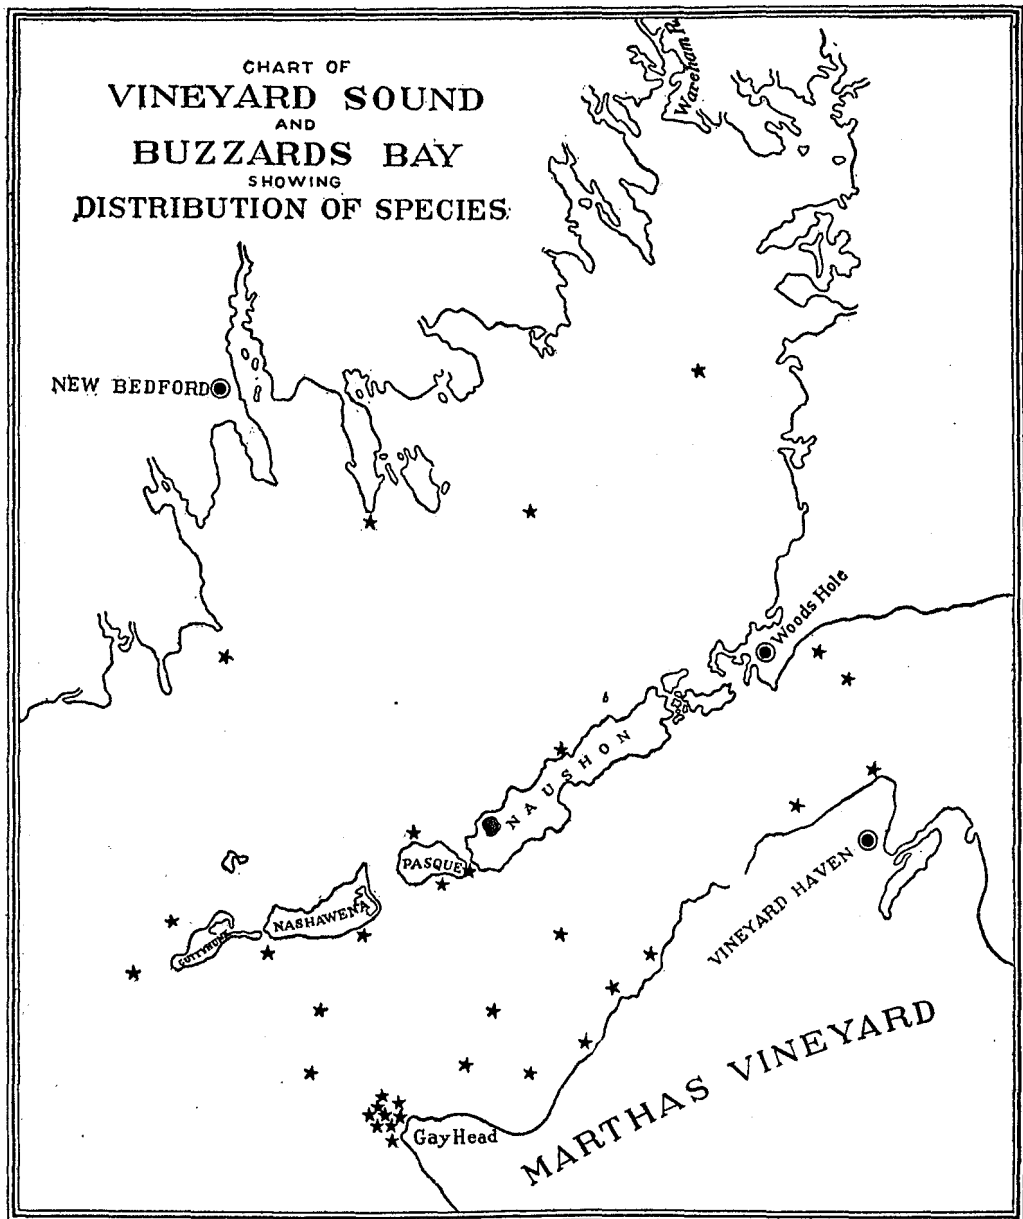 CHART OF
VINEYARD SOUND
AND
BUZZARDS BAY
SHOWING
DISTRIBUTION OF SPECIES
Wareham R.
NEW BEDFORD
Woods Hole
NAUSHON
PASQUE
NASHAWENA
CUTTYHUNK
VINEYARD HAVEN
MARTHAS VINEYARD
Gay Head